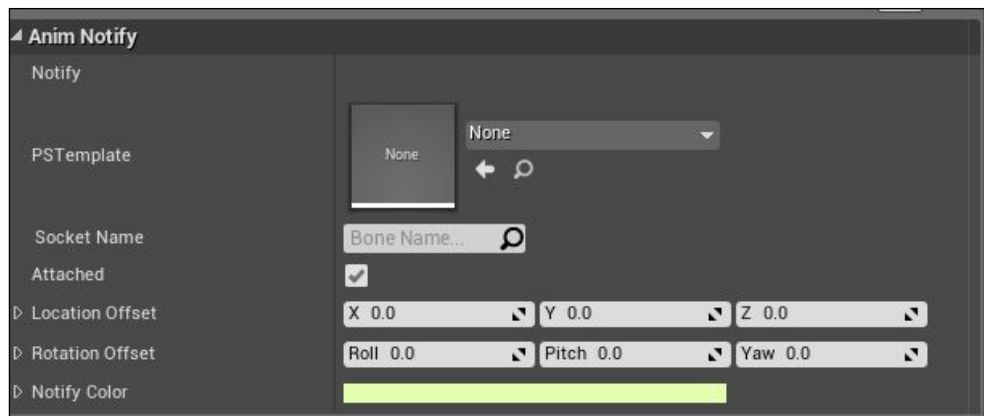 Anim Notify
Notify
PSTemplate
None
None
Socket Name
Bone Name...
Attached
Location Offset
X 0.0 Y 0.0 Z 0.0
Rotation Offset
Roll 0.0 Pitch 0.0 Yaw 0.0
Notify Color